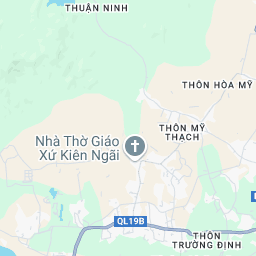 THUẬN NINH
THÔN HÒA MỸ
THÔN MỸ
THẠCH
Nhà Thờ Giáo
Xứ Kiên Ngãi
QL19B
THÔN
TRƯỜNG ĐỊNH